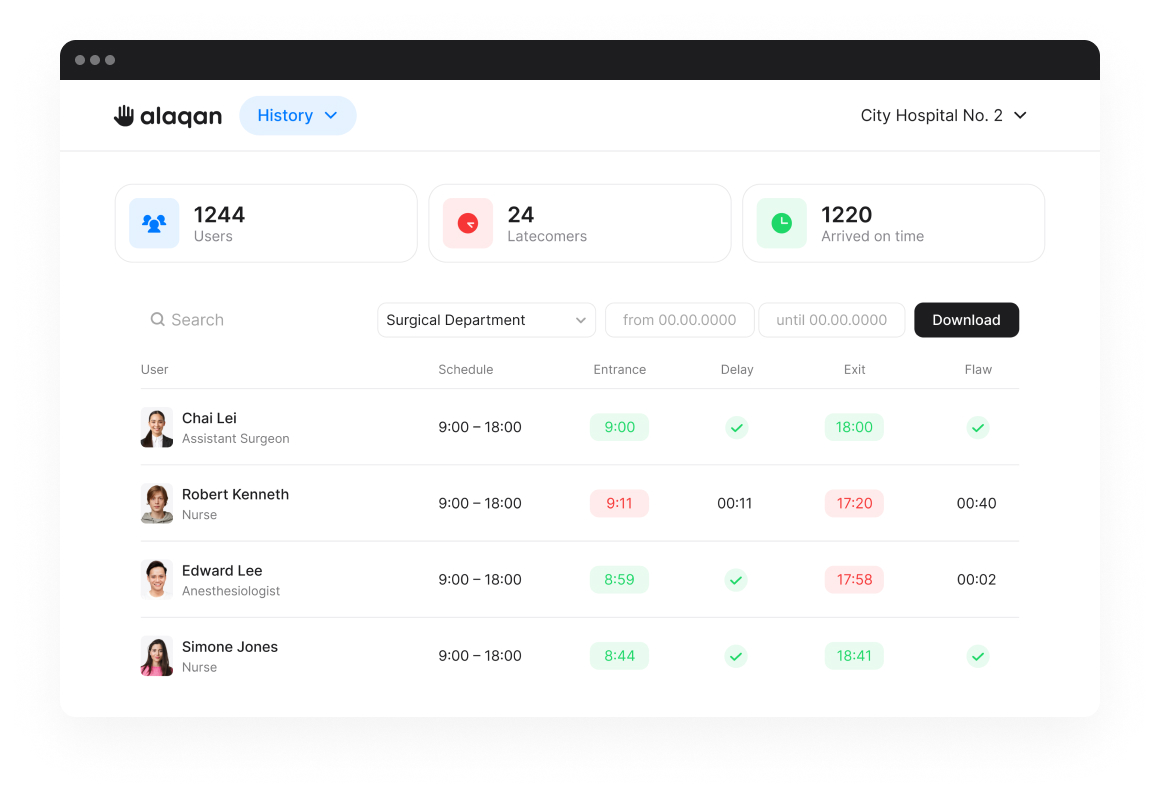 alaqan
History
City Hospital No. 2
1244
Users
24
Latecomers
1220
Arrived on time
Search
Surgical Department
from 00.00.0000
until 00.00.0000
Download
User Schedule Entrance Delay Exit Flaw
Chai Lei
Assistant Surgeon
9:00 – 18:00 9:00 18:00
Robert Kenneth
Nurse
9:00 – 18:00 9:11 00:11 17:20 00:40
Edward Lee
Anesthesiologist
9:00 – 18:00 8:59 17:58 00:02
Simone Jones
Nurse
9:00 – 18:00 8:44 18:41